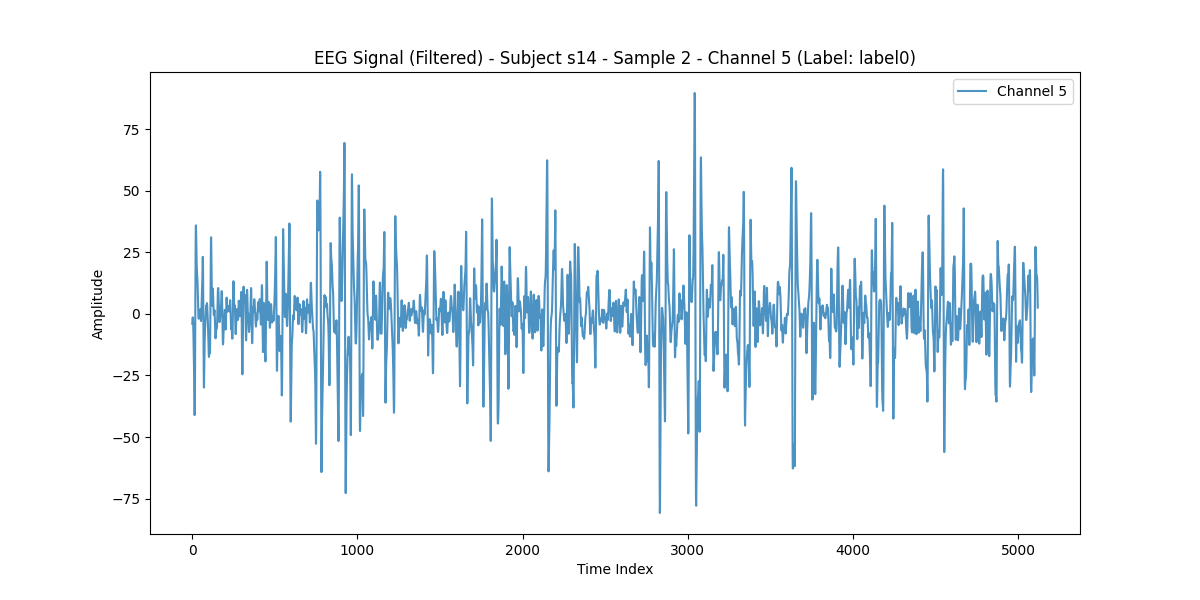 EEG Signal (Filtered) - Subject s14 - Sample 2 - Channel 5 (Label: label0)
Channel 5
75
50
25
0
−25
−50
−75
Amplitude
0 1000 2000 3000 4000 5000
Time Index